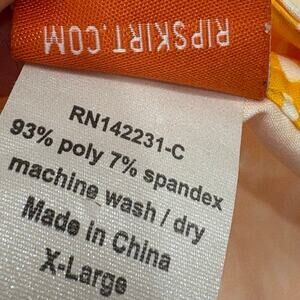 RIPSKIRT.COM
RN142231-C
93% poly 7% spandex
machine wash / dry
Made in China
X-Large